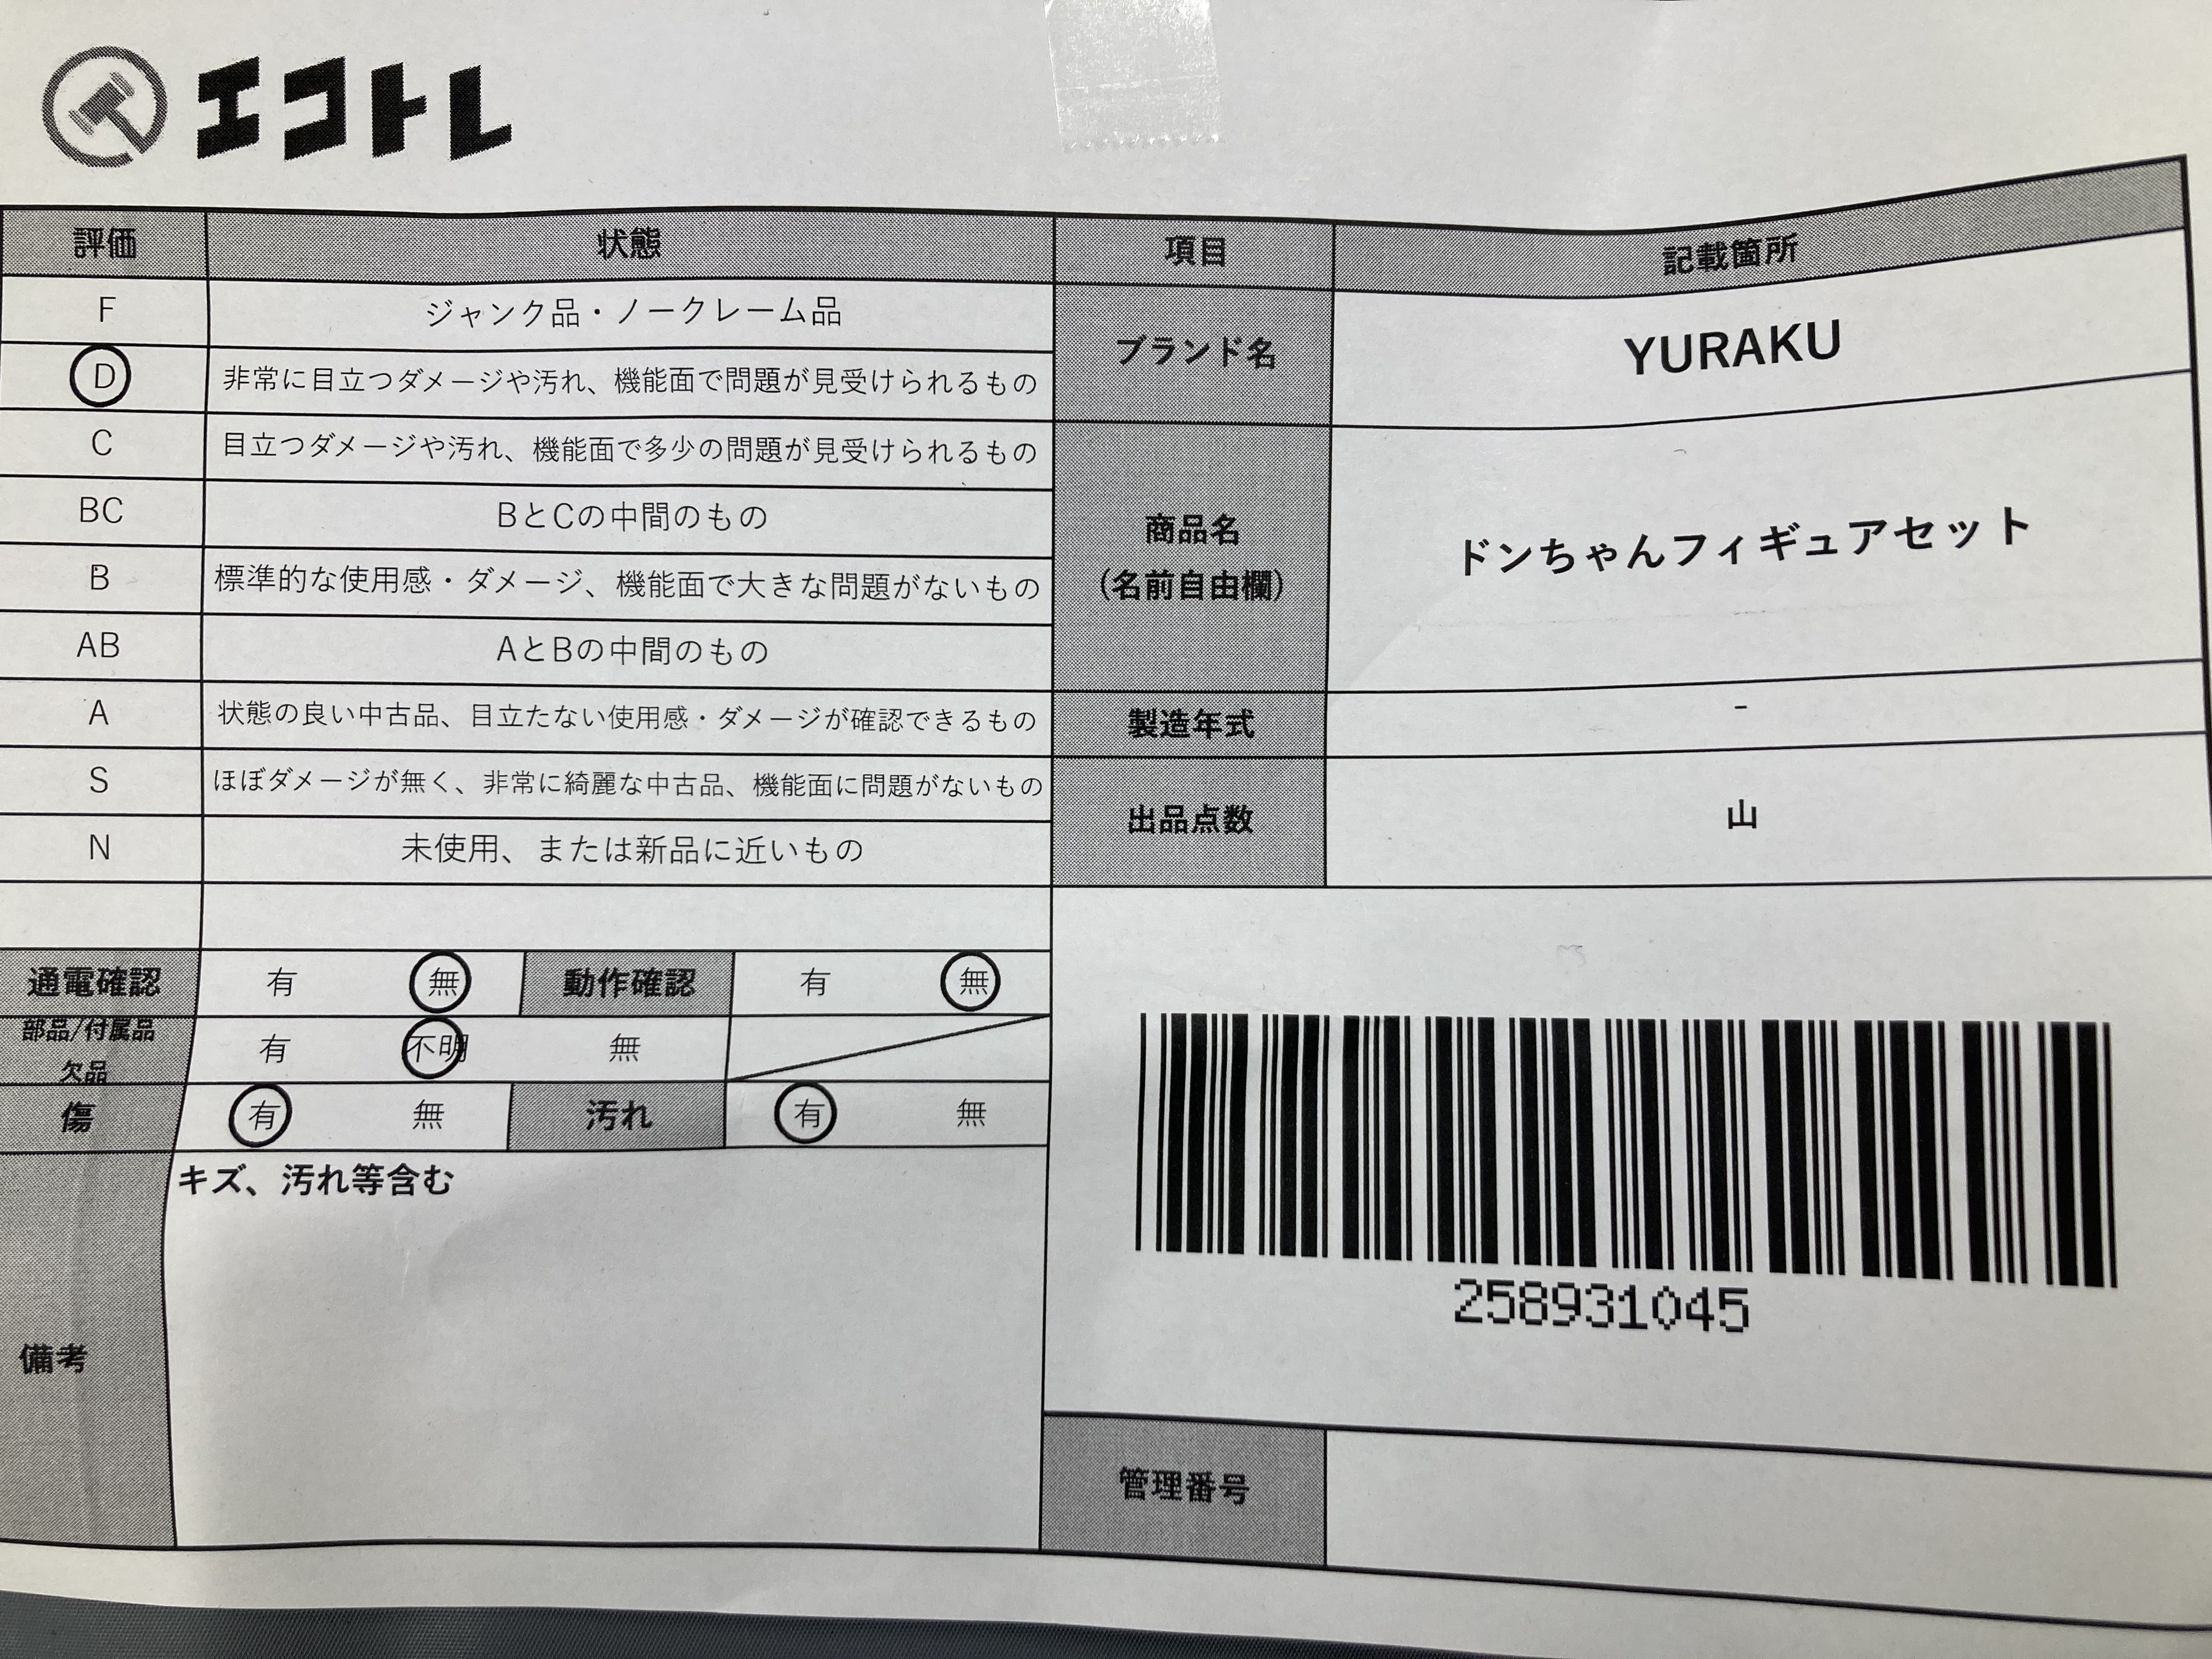 エコトレ
評価 状態 項目 記載箇所
F ジャンク品・ノークレーム品
D 非常に目立つダメージや汚れ、機能面で問題が見受けられるもの
C 目立つダメージや汚れ、機能面で多少の問題が見受けられるもの
BC BとCの中間のもの
B 標準的な使用感・ダメージ、機能面で大きな問題がないもの
AB AとBの中間のもの
A 状態の良い中古品、目立たない使用感・ダメージが確認できるもの
S ほぼダメージが無く、非常に綺麗な中古品、機能面に問題がないもの
N 未使用、または新品に近いもの
通電確認 有 無 動作確認 有 無
部品/付属品
欠品
有 不明 無
傷 有 無 汚れ 有 無
備考
キズ、汚れ等含む
ブランド名 YURAKU
商品名
(名前自由欄)
ドンちゃんフィギュアセット
製造年式 -
出品点数 山
258931045
管理番号